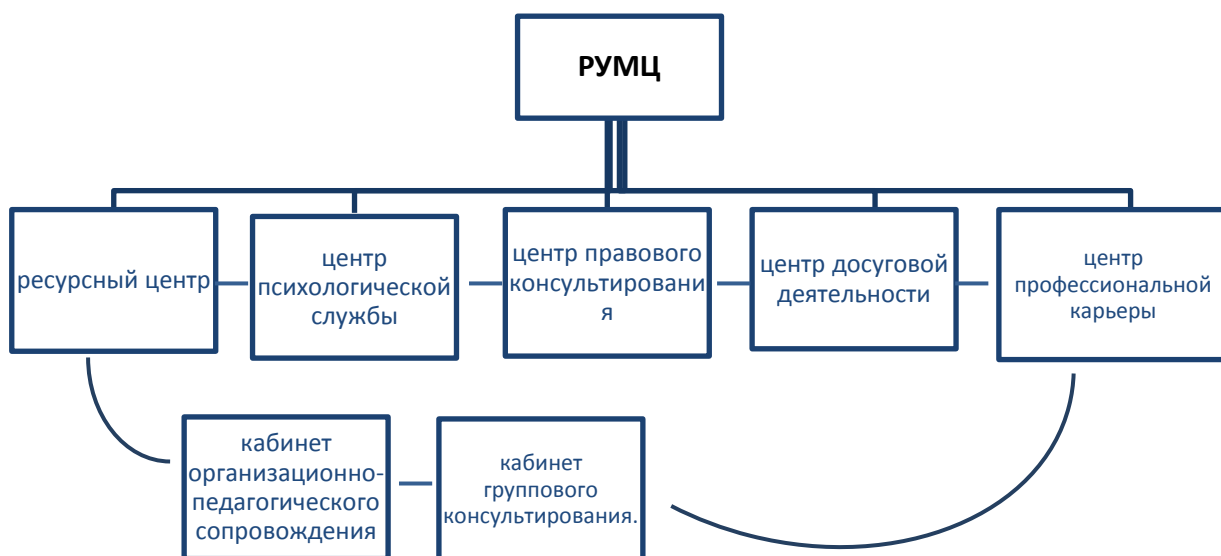 РУМЦ
ресурсный центр
центр
психологической
службы
центр правового
консультировани
я
центр досуговой
деятельности
центр
профессиональной
карьеры
кабинет
организационно-
педагогического
сопровождения
кабинет
группового
консультирования.